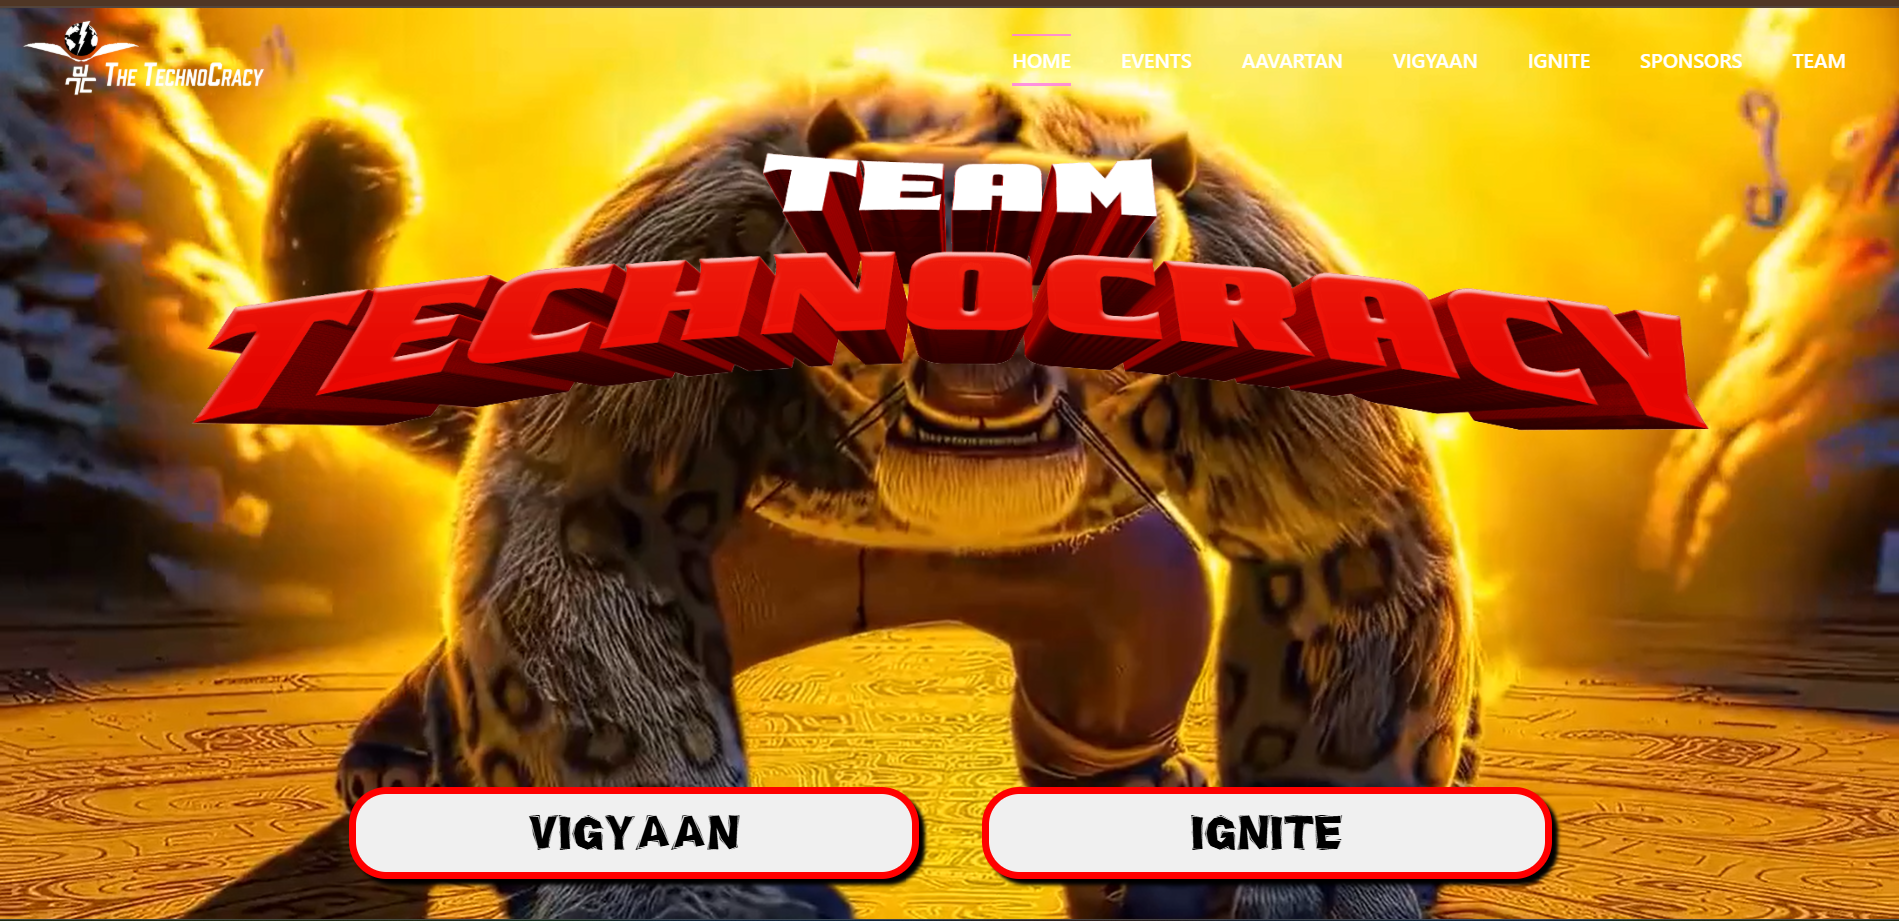 THE TECHNOCRACY
HOME EVENTS AAVARTAN VIGYAAN IGNITE SPONSORS TEAM
TEAM
TECHNOCRACY
VIGYAAN IGNITE